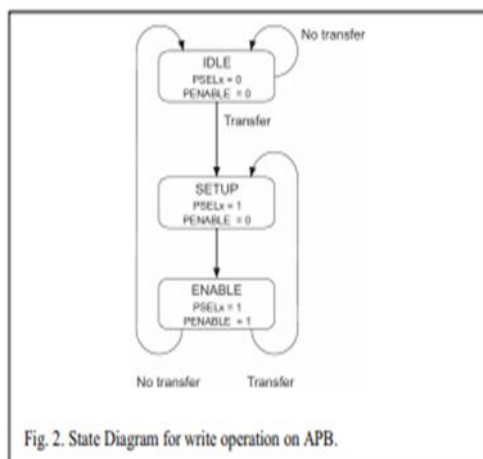 No transfer
IDLE
PSELx = 0
PENABLE = 0
Transfer
SETUP
PSELx = 1
PENABLE = 0
ENABLE
PSELx = 1
PENABLE = 1
No transfer Transfer
Fig. 2. State Diagram for write operation on APB.